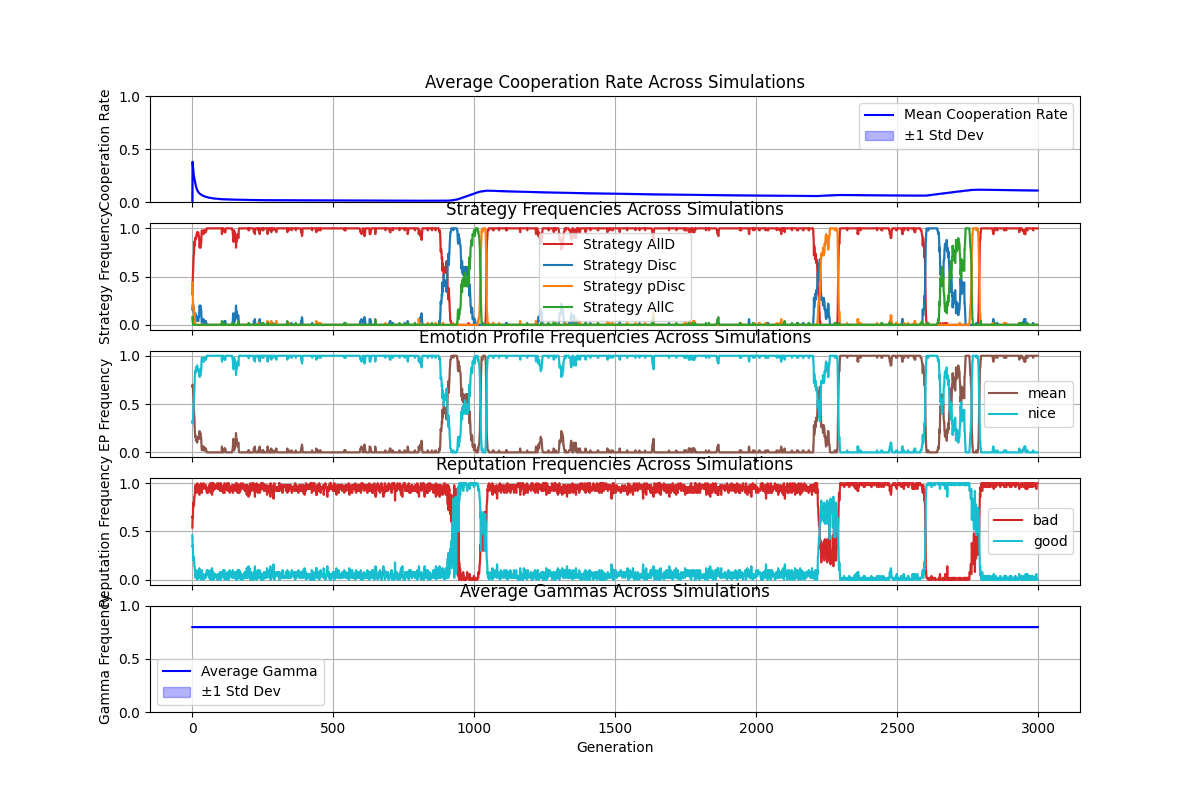 Average Cooperation Rate Across Simulations
Cooperation Rate
1.0
0.5
0.0
Mean Cooperation Rate
±1 Std Dev
Strategy Frequencies Across Simulations
Strategy Frequency
1.0
0.5
0.0
Strategy AllD
Strategy Disc
Strategy pDisc
Strategy AllC
Emotion Profile Frequencies Across Simulations
EP Frequency
1.0
0.5
0.0
mean
nice
Reputation Frequencies Across Simulations
Reputation Frequency
1.0
0.5
0.0
bad
good
Average Gammas Across Simulations
Gamma Frequency
1.0
0.5
0.0
Average Gamma
±1 Std Dev
0 500 1000 1500 2000 2500 3000
Generation